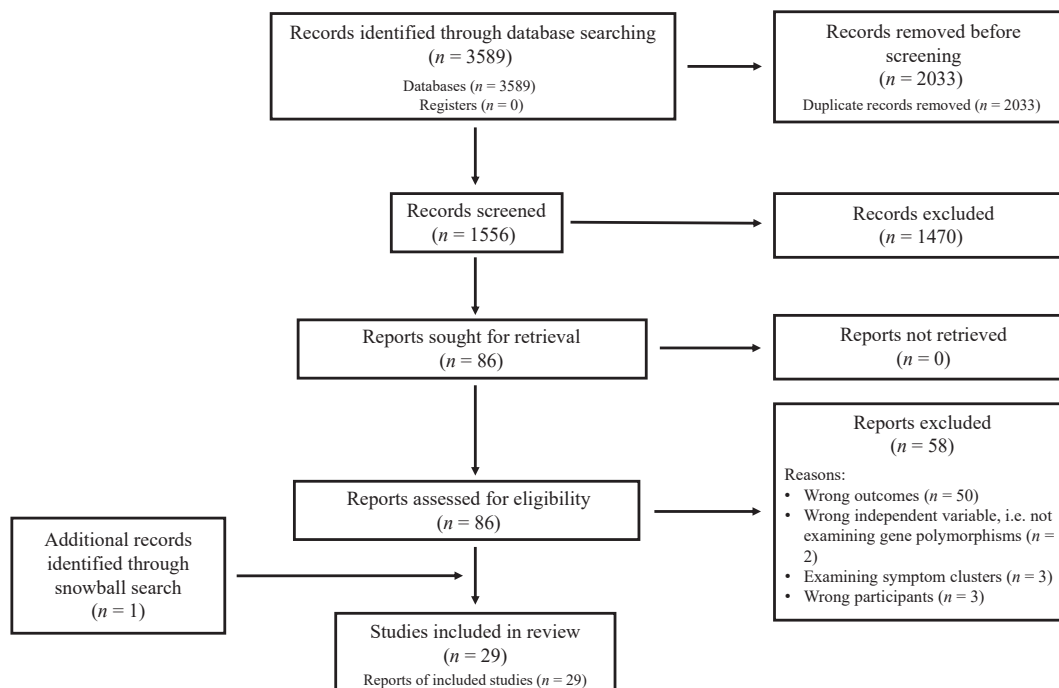 Records identified through database searching
(n = 3589)
Databases (n = 3589)
Registers (n = 0)
Records removed before
screening
(n = 2033)
Duplicate records removed (n = 2033)
Records screened
(n = 1556)
Records excluded
(n = 1470)
Reports sought for retrieval
(n = 86)
Reports not retrieved
(n = 0)
Reports assessed for eligibility
(n = 86)
Reports excluded
(n = 58)
Reasons:
• Wrong outcomes (n = 50)
• Wrong independent variable, i.e. not
examining gene polymorphisms (n =
2)
• Examining symptom clusters (n = 3)
• Wrong participants (n = 3)
Additional records
identified through
snowball search
(n = 1)
Studies included in review
(n = 29)
Reports of included studies (n = 29)